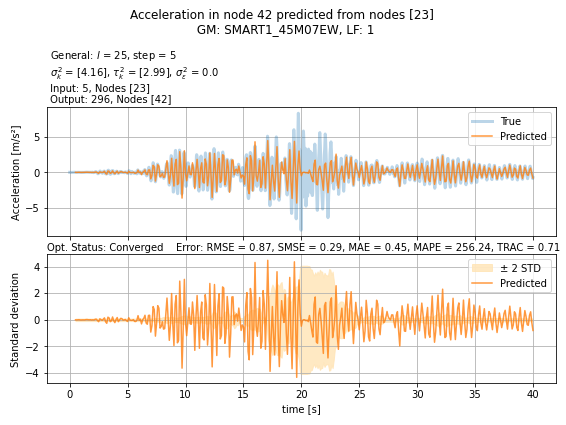 Acceleration in node 42 predicted from nodes [23]
GM: SMART1_45M07EW, LF: 1
General: l = 25, step = 5
σ²ₖ = [4.16], τ²ₖ = [2.99], σ²ε = 0.0
Input: 5, Nodes [23]
Output: 296, Nodes [42]
Acceleration [m/s²]
5
0
−5
True
Predicted
Opt. Status: Converged Error: RMSE = 0.87, SMSE = 0.29, MAE = 0.45, MAPE = 256.24, TRAC = 0.71
Standard deviation
4
2
0
−2
−4
± 2 STD
Predicted
0 5 10 15 20 25 30 35 40
time [s]